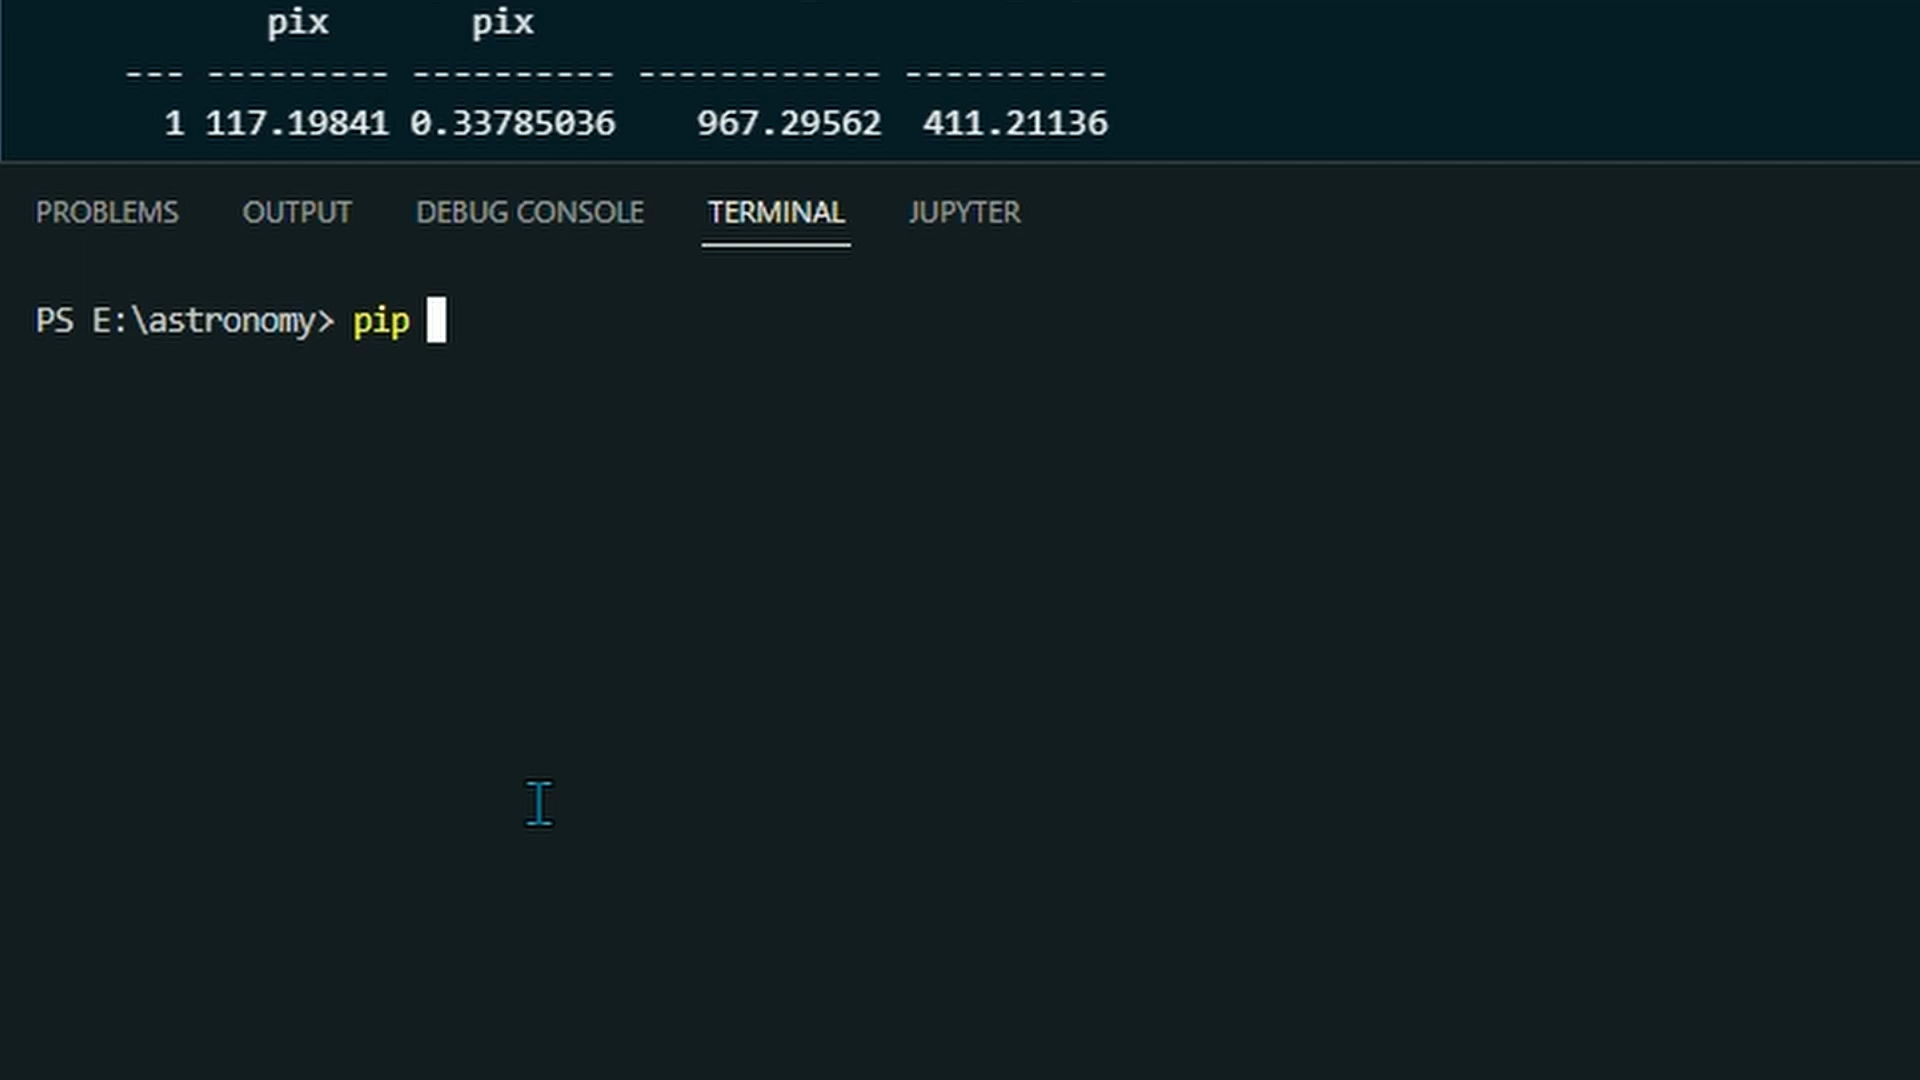 pix pix
--- --------- ---------- ------------ ----------
1 117.19841 0.33785036 967.29562 411.21136
PROBLEMS OUTPUT DEBUG CONSOLE TERMINAL JUPYTER
PS E:\astronomy> pip